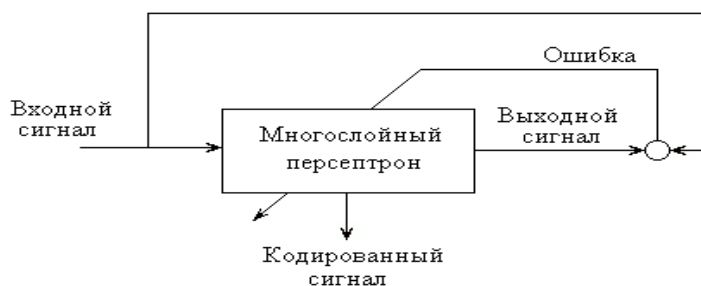 Ошибка
Входной
сигнал
Многослойный
персептрон
Выходной
сигнал
Кодированный
сигнал